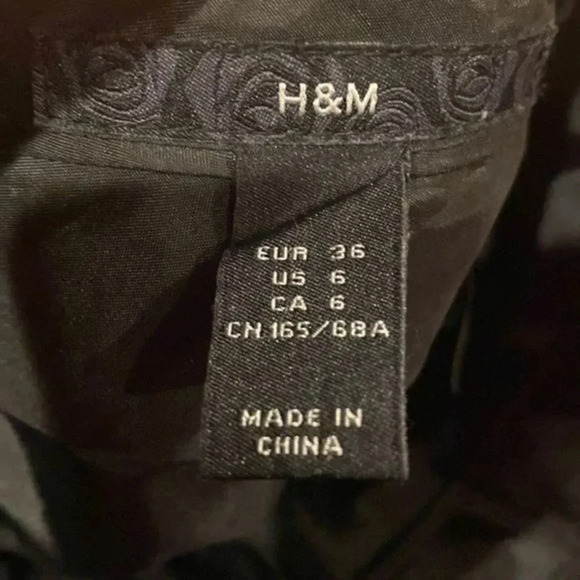 H&M
EUR 36
US 6
CA 6
CN 165/68A
MADE IN
CHINA